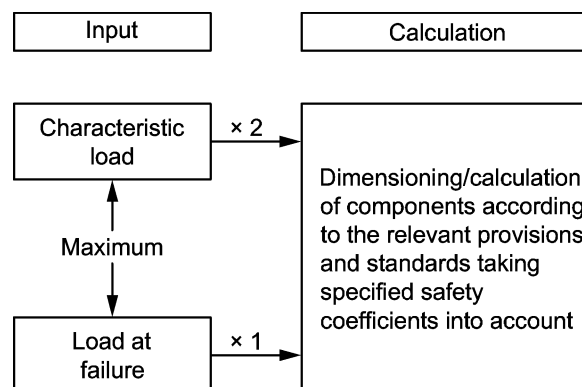 Input
Calculation
Characteristic
load
× 2
Maximum
Load at
failure
× 1
Dimensioning/calculation
of components according
to the relevant provisions
and standards taking
specified safety
coefficients into account